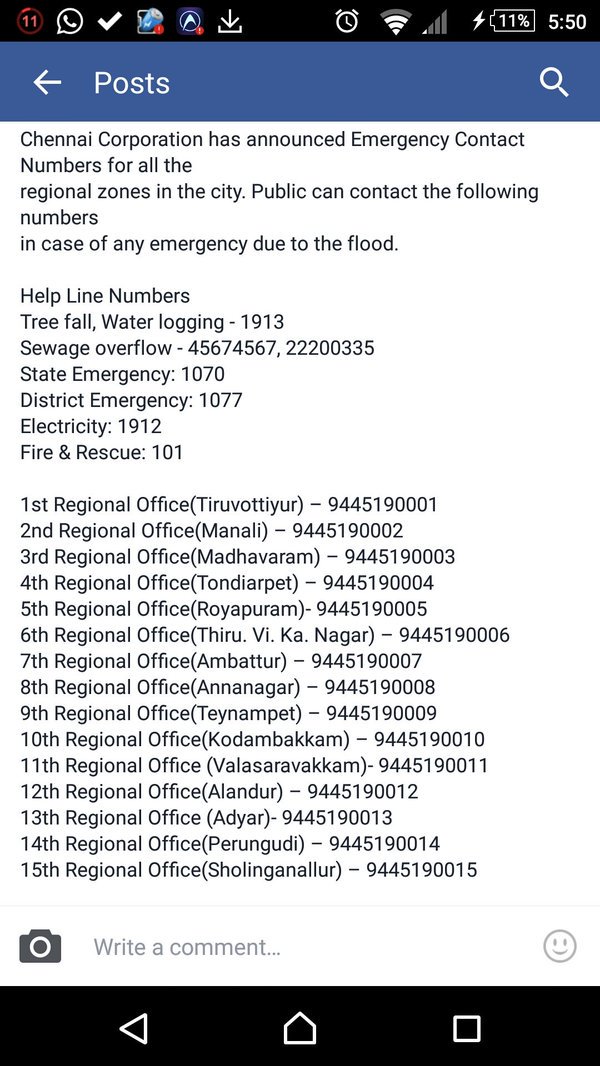 11 11% 5:50
Posts
Chennai Corporation has announced Emergency Contact
Numbers for all the
regional zones in the city. Public can contact the following
numbers
in case of any emergency due to the flood.
Help Line Numbers
Tree fall, Water logging - 1913
Sewage overflow - 45674567, 22200335
State Emergency: 1070
District Emergency: 1077
Electricity: 1912
Fire & Rescue: 101
1st Regional Office(Tiruvottiyur) – 9445190001
2nd Regional Office(Manali) – 9445190002
3rd Regional Office(Madhavaram) – 9445190003
4th Regional Office(Tondiarpet) – 9445190004
5th Regional Office(Royapuram)- 9445190005
6th Regional Office(Thiru. Vi. Ka. Nagar) – 9445190006
7th Regional Office(Ambattur) – 9445190007
8th Regional Office(Annanagar) – 9445190008
9th Regional Office(Teynampet) – 9445190009
10th Regional Office(Kodambakkam) – 9445190010
11th Regional Office (Valasaravakkam)- 9445190011
12th Regional Office(Alandur) – 9445190012
13th Regional Office (Adyar)- 9445190013
14th Regional Office(Perungudi) – 9445190014
15th Regional Office(Sholinganallur) – 9445190015
Write a comment...